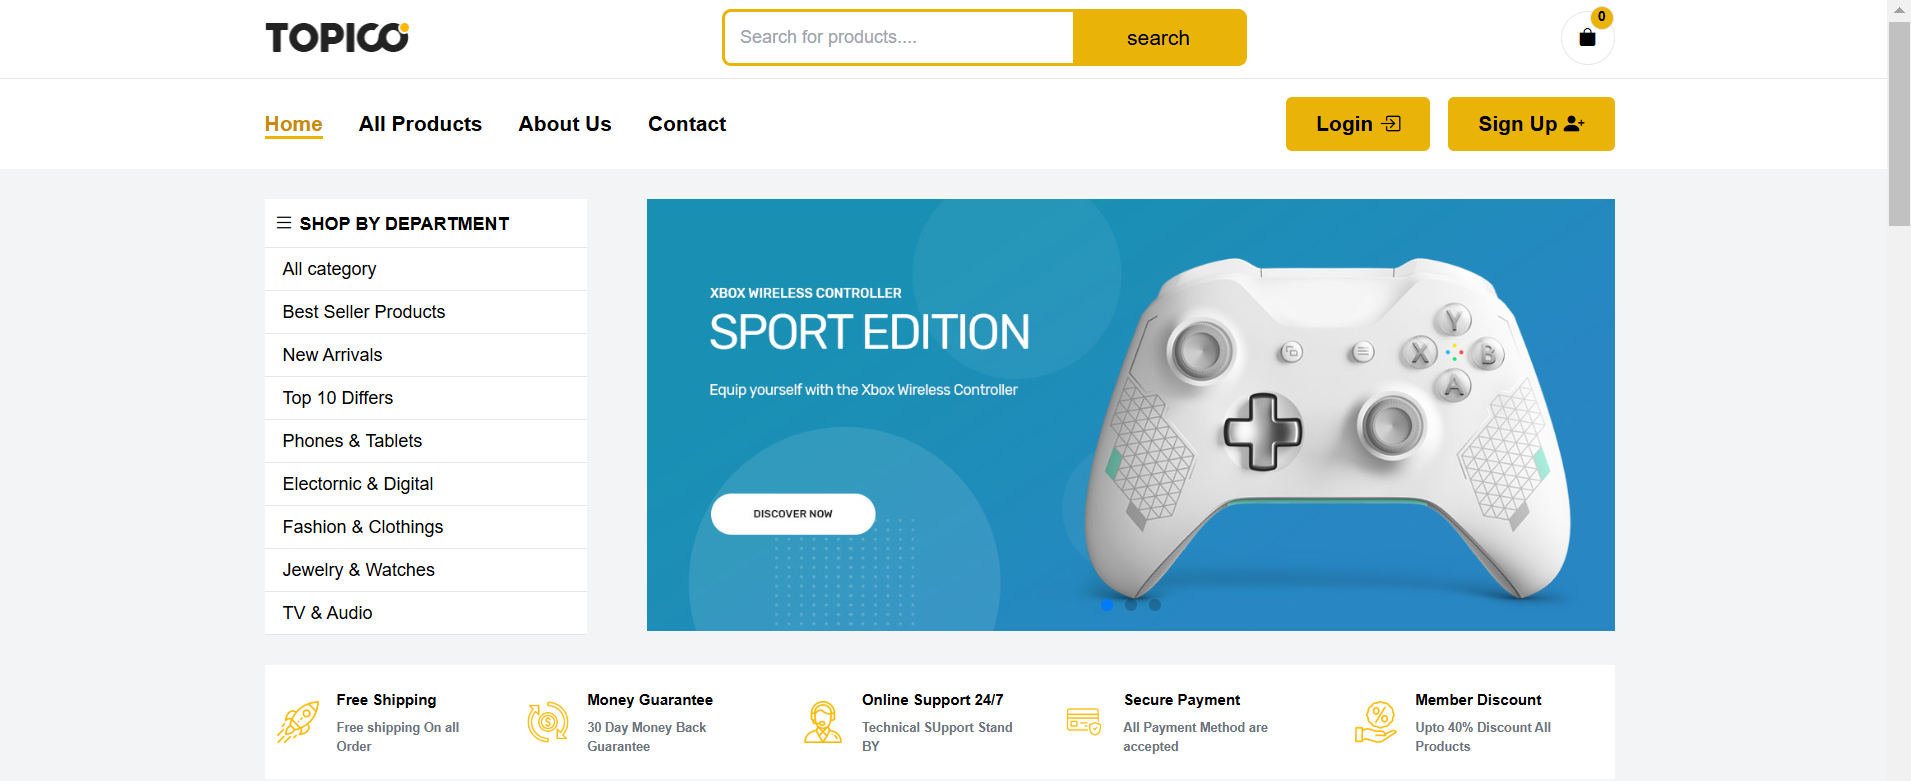 TOPICO
Search for products....
search
0
Home
All Products
About Us
Contact
Login
Sign Up
SHOP BY DEPARTMENT
All category
Best Seller Products
New Arrivals
Top 10 Differs
Phones & Tablets
Electornic & Digital
Fashion & Clothings
Jewelry & Watches
TV & Audio
XBOX WIRELESS CONTROLLER
SPORT EDITION
Equip yourself with the Xbox Wireless Controller
DISCOVER NOW
Y
X
B
A
Free Shipping
Free shipping On all
Order
Money Guarantee
30 Day Money Back
Guarantee
Online Support 24/7
Technical SUpport Stand
BY
Secure Payment
All Payment Method are
accepted
Member Discount
Upto 40% Discount All
Products